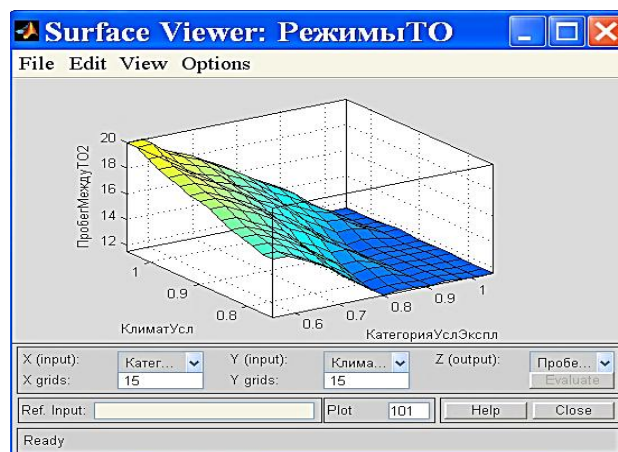 Surface Viewer: РежимыТО
File Edit View Options
ПробегМеждуТО2
20
18
16
14
12
1
0.9
0.8
КлиматУсл
0.6
0.7
0.8
0.9
1
КатегорияУслЭкспл
X (input): Катег... Y (input): Клима... Z (output): Пробе...
X grids: 15 Y grids: 15 Evaluate
Ref. Input: Plot 101 Help Close
Ready